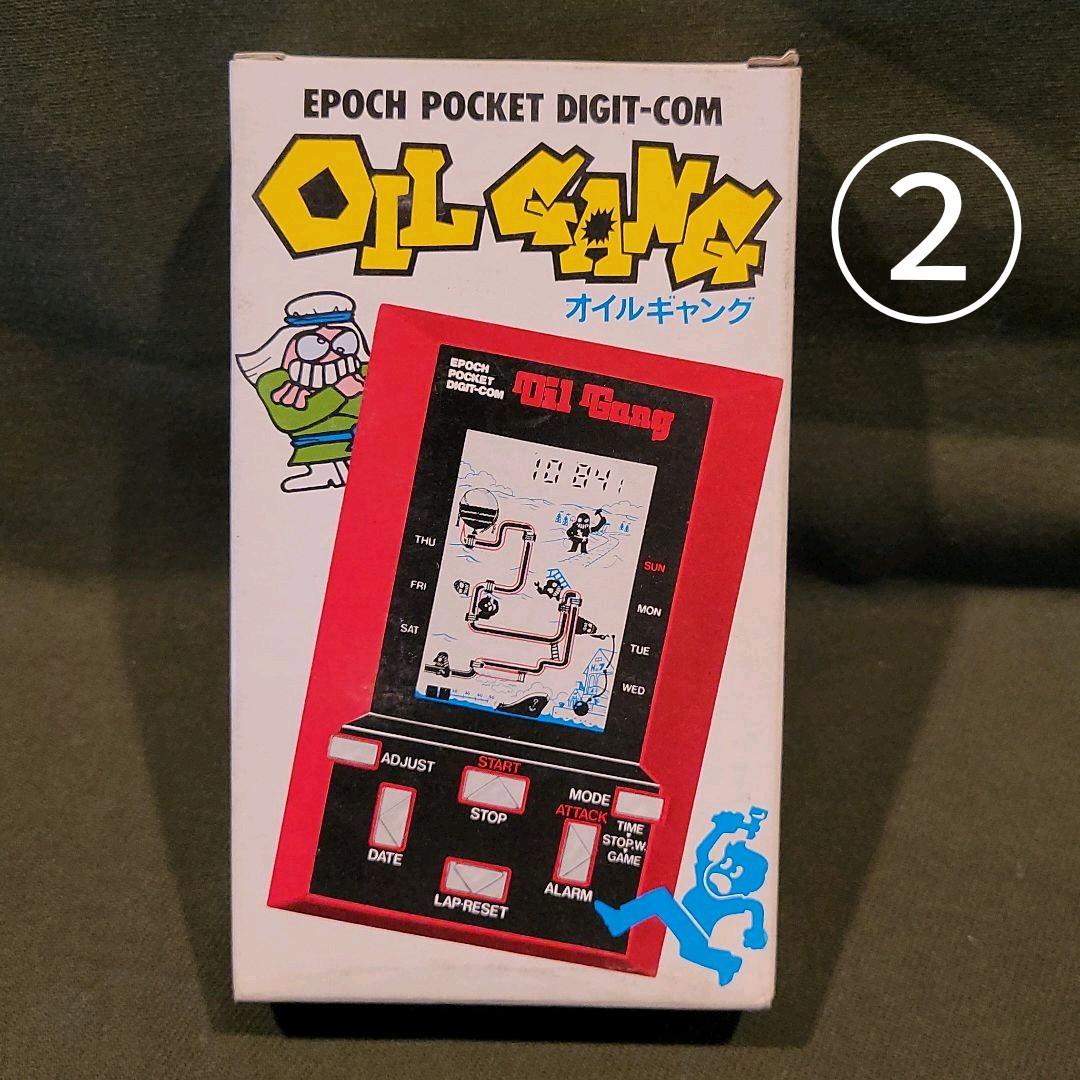 EPOCH POCKET DIGIT-COM
OIL GANG
②
オイルギャング
EPOCH
POCKET
DIGIT-COM
Oil Gang
THU
FRI
SAT
SUN
MON
TUE
WED
ADJUST
START
STOP
MODE
ATTACK
TIME
STOP.W.
GAME
DATE
LAP·RESET
ALARM